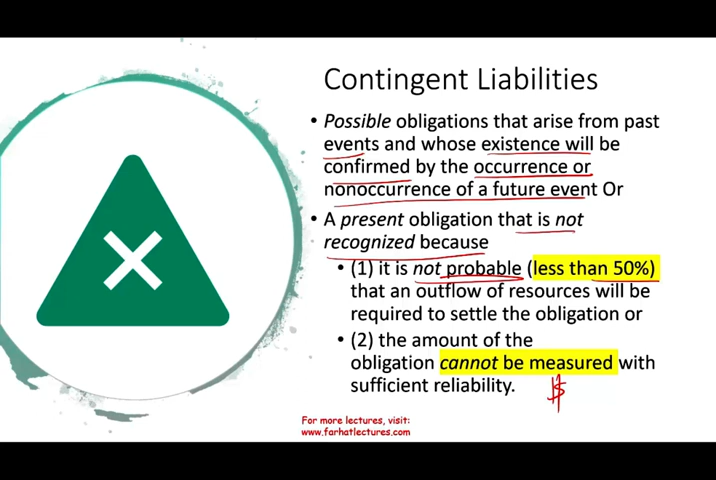 Contingent Liabilities
• Possible obligations that arise from past
events and whose existence will be
confirmed by the occurrence or
nonoccurrence of a future event Or
• A present obligation that is not
recognized because
• (1) it is not probable (less than 50%)
that an outflow of resources will be
required to settle the obligation or
• (2) the amount of the
obligation cannot be measured with
sufficient reliability.
$
For more lectures, visit:
www.farhatlectures.com